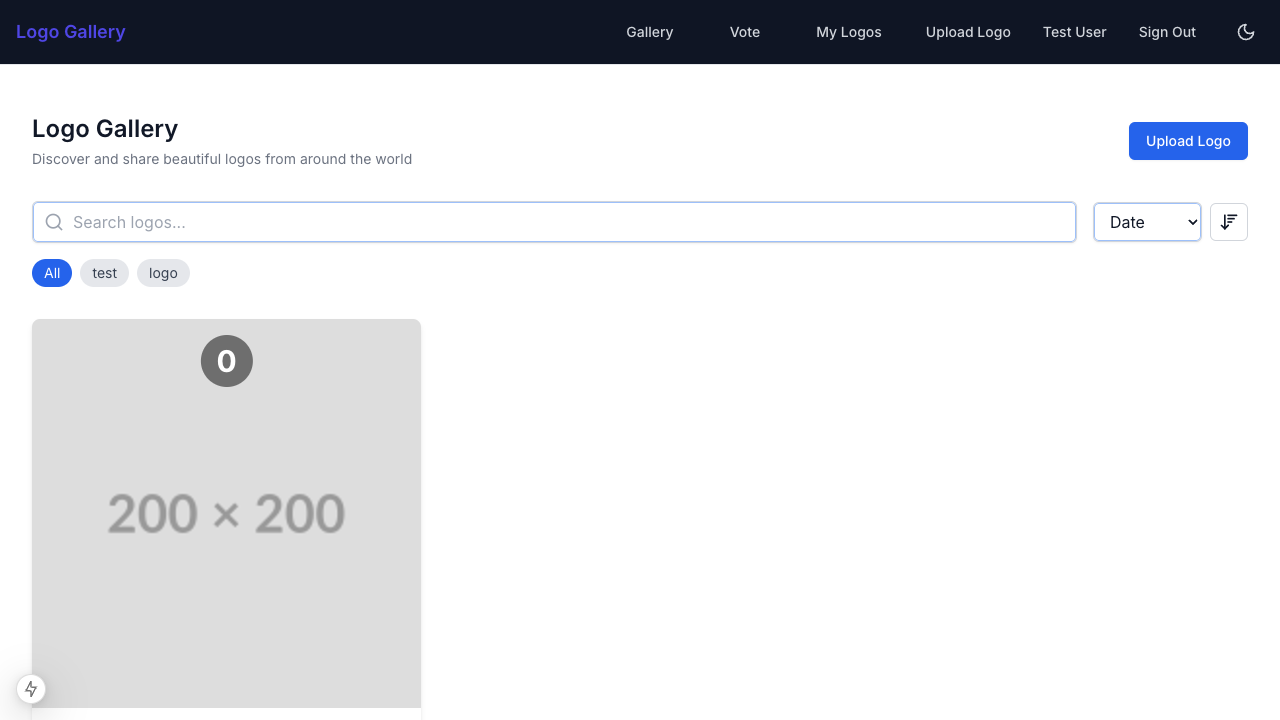 Logo Gallery
Gallery
Vote
My Logos
Upload Logo
Test User
Sign Out
Logo Gallery
Discover and share beautiful logos from around the world
Upload Logo
Search logos...
Date
All
test
logo
0
200 × 200